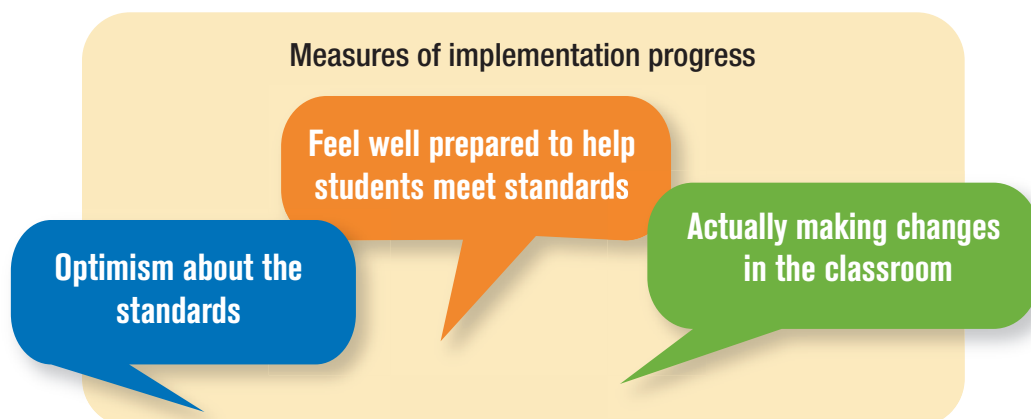 Measures of implementation progress
Feel well prepared to help
students meet standards
Actually making changes
in the classroom
Optimism about the
standards